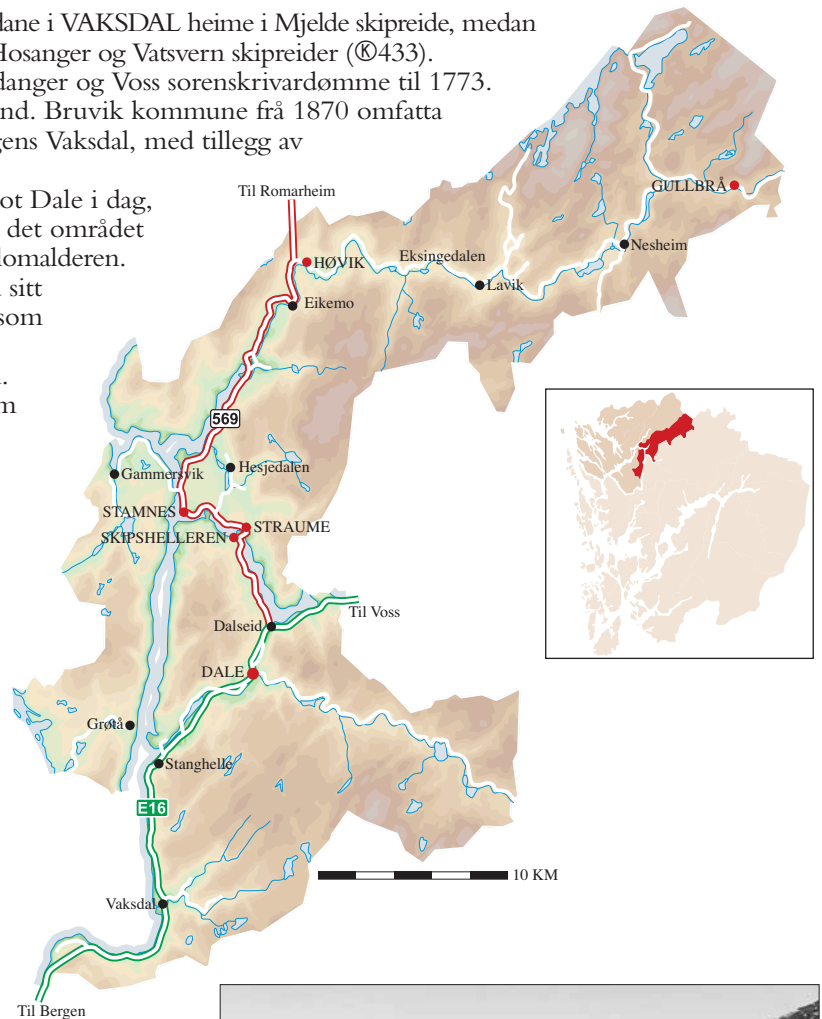 dane i VAKSDAL heime i Mjelde skipreide, medan
Hosanger og Vatsvern skipreider (Ⓚ433).
danger og Voss sorenskrivardømme til 1773.
nd. Bruvik kommune frå 1870 omfatta
gens Vaksdal, med tillegg av
ot Dale i dag,
det området
lomalderen.
sitt
som
m
Til Romarheim
GULLBRÅ
Nesheim
HØVIK
Eksingedalen
Lavik
Eikemo
569
Gammersvik
Hesjedalen
STAMNES
STRAUME
SKIPSHELLEREN
Til Voss
Dalseid
DALE
Grøtå
Stanghelle
E16
10 KM
Vaksdal
Til Bergen